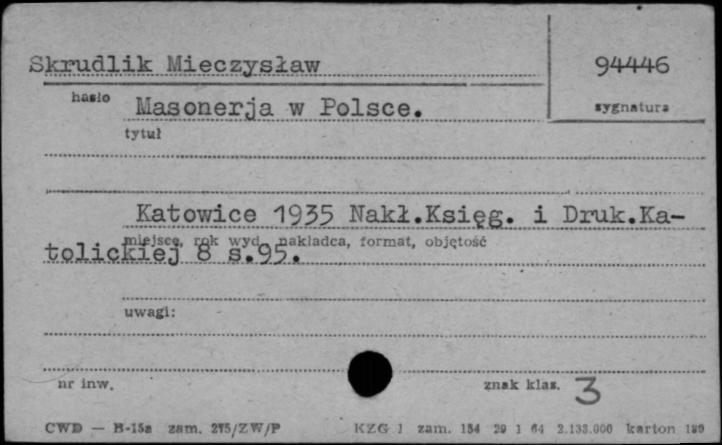 Skrudlik Mieczysław
94446
hasło
sygnatura
Masonerja w Polsce.
tytuł
Katowice 1935 Nakł.Księg. i Druk.Ka-
miejsce, rok wyd., nakładca, format, objętość
tolickiej 8 s.95.
uwagi:
nr inw.
znak klas. 3
CWD — B-15a zam. 275/ZW/P
KZG 1 zam. 154 29 1 64 2.133.000 karton